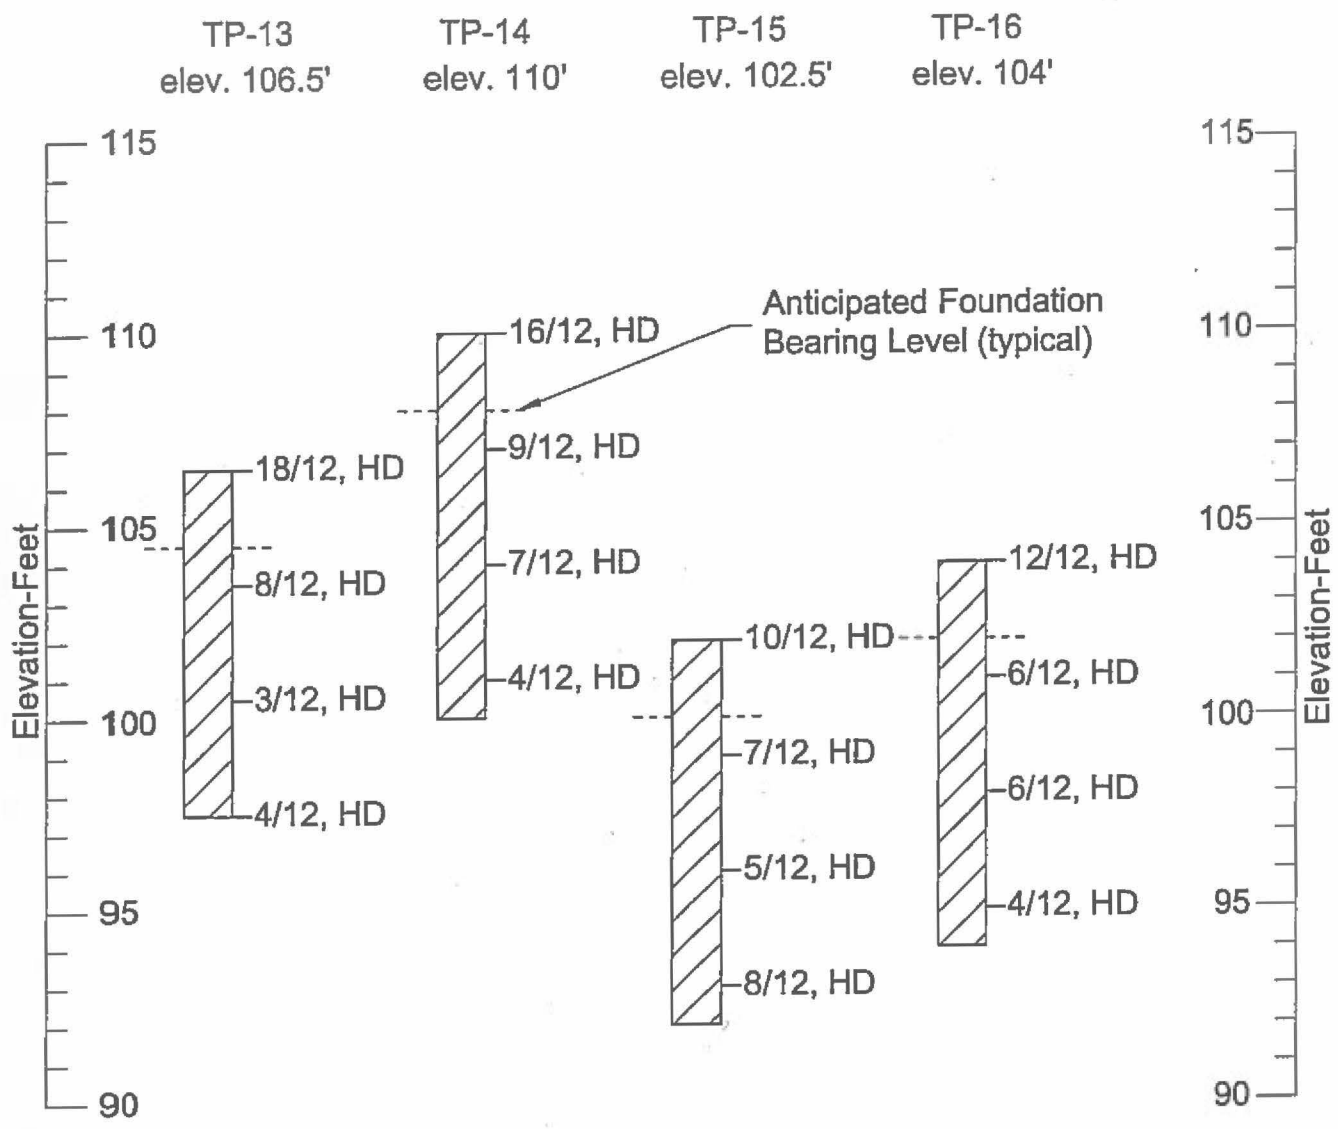 TP-13
elev. 106.5'
TP-14
elev. 110'
TP-15
elev. 102.5'
TP-16
elev. 104'
115
110
105
100
95
90
Elevation-Feet
18/12, HD
8/12, HD
3/12, HD
4/12, HD
16/12, HD
9/12, HD
7/12, HD
4/12, HD
Anticipated Foundation
Bearing Level (typical)
10/12, HD
7/12, HD
5/12, HD
8/12, HD
12/12, HD
6/12, HD
6/12, HD
4/12, HD
115
110
105
100
95
90
Elevation-Feet